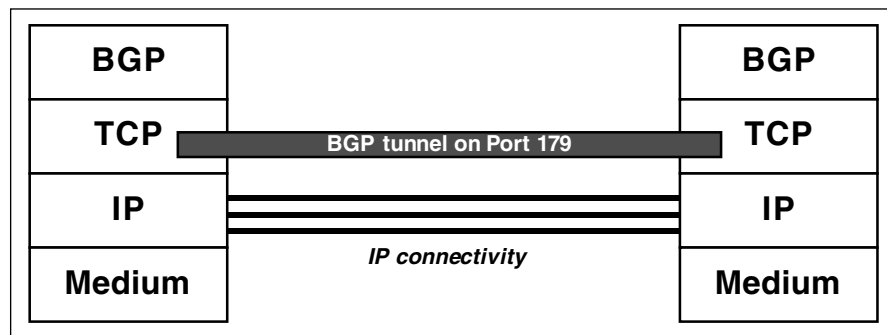 BGP
BGP
TCP
BGP tunnel on Port 179
TCP
IP
IP
IP connectivity
Medium
Medium